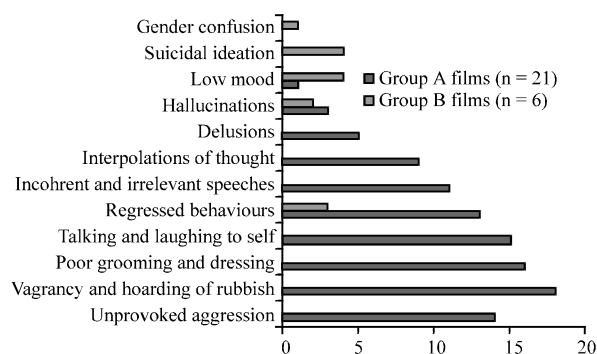 Gender confusion
Suicidal ideation
Low mood
Hallucinations
Delusions
Interpolations of thought
Incohrent and irrelevant speeches
Regressed behaviours
Talking and laughing to self
Poor grooming and dressing
Vagrancy and hoarding of rubbish
Unprovoked aggression
Group A films (n = 21)
Group B films (n = 6)
0 5 10 15 20